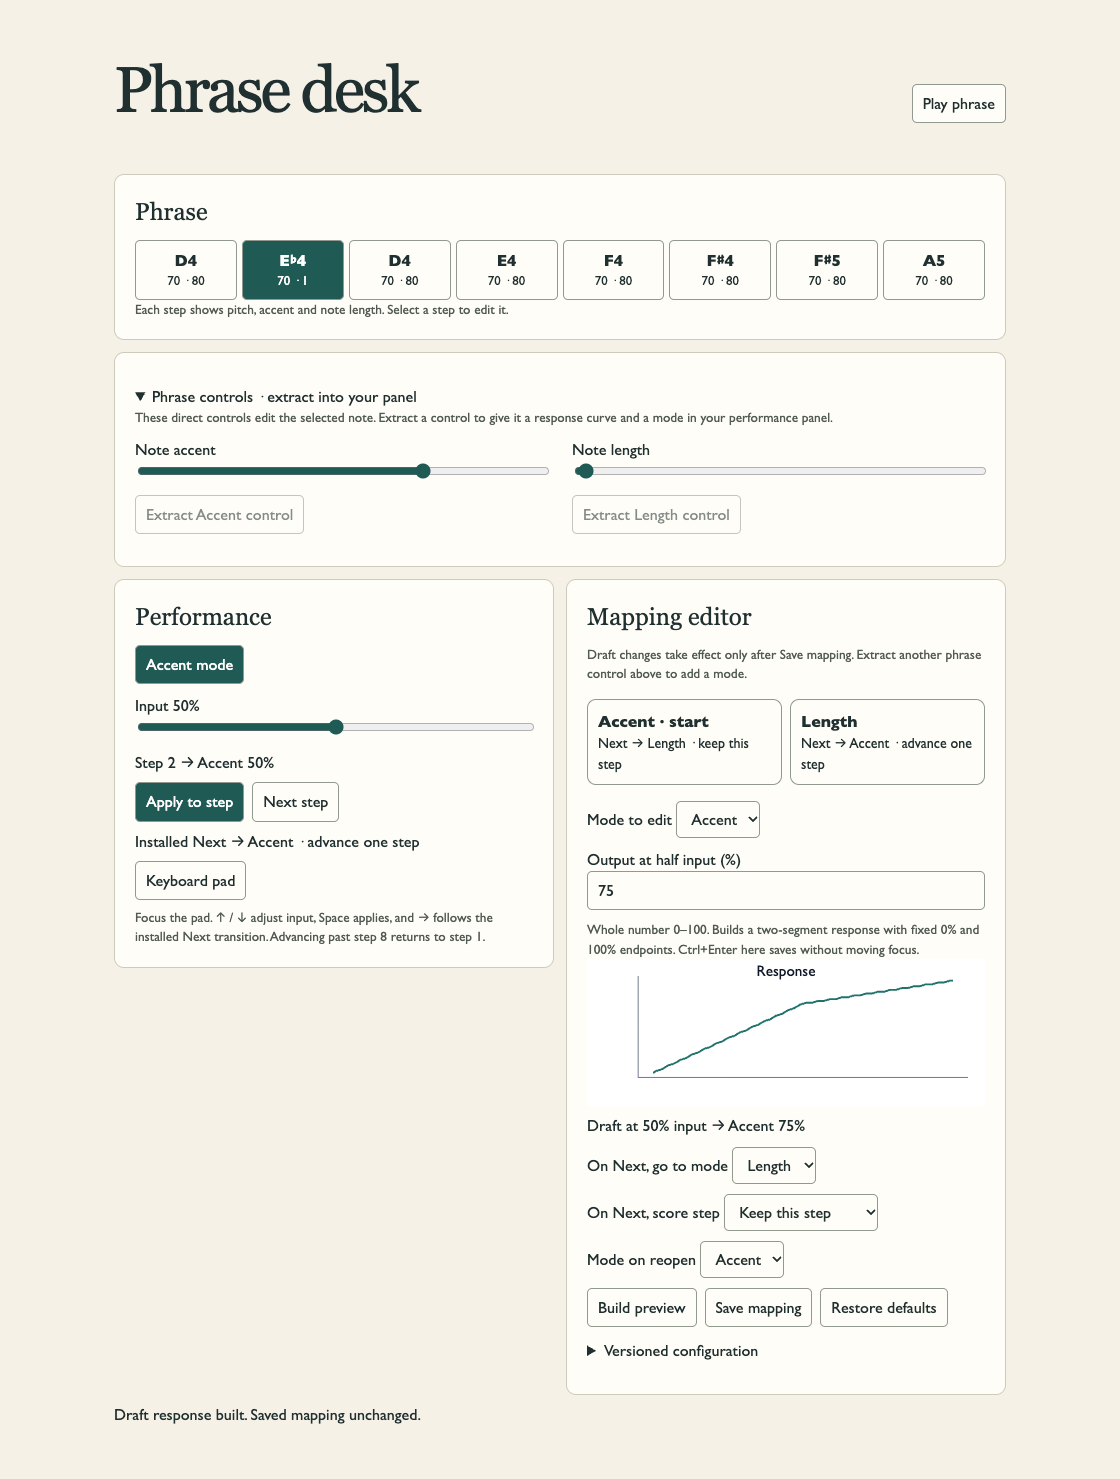 Phrase desk
Play phrase
Phrase
D4
70 · 80
E♭4
70 · 1
D4
70 · 80
E4
70 · 80
F4
70 · 80
F♯4
70 · 80
F♯5
70 · 80
A5
70 · 80
Each step shows pitch, accent and note length. Select a step to edit it.
▼ Phrase controls · extract into your panel
These direct controls edit the selected note. Extract a control to give it a response curve and a mode in your performance panel.
Note accent
Note length
Extract Accent control
Extract Length control
Performance
Accent mode
Input 50%
Step 2 → Accent 50%
Apply to step
Next step
Installed Next → Accent · advance one step
Keyboard pad
Focus the pad. ↑ / ↓ adjust input, Space applies, and → follows the
installed Next transition. Advancing past step 8 returns to step 1.
Mapping editor
Draft changes take effect only after Save mapping. Extract another phrase
control above to add a mode.
Accent · start
Next → Length · keep this
step
Length
Next → Accent · advance one
step
Mode to edit Accent
Output at half input (%)
75
Whole number 0–100. Builds a two-segment response with fixed 0% and
100% endpoints. Ctrl+Enter here saves without moving focus.
Response
Draft at 50% input → Accent 75%
On Next, go to mode Length
On Next, score step Keep this step
Mode on reopen Accent
Build preview
Save mapping
Restore defaults
▶ Versioned configuration
Draft response built. Saved mapping unchanged.